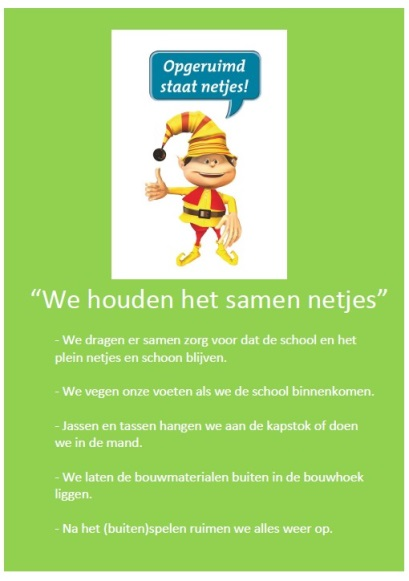 Opgeruimd
staat netjes!
“We houden het samen netjes”
- We dragen er samen zorg voor dat de school en het
plein netjes en schoon blijven.
- We vegen onze voeten als we de school binnenkomen.
- Jassen en tassen hangen we aan de kapstok of doen
we in de mand.
- We laten de bouwmaterialen buiten in de bouwhoek
liggen.
- Na het (buiten)spelen ruimen we alles weer op.